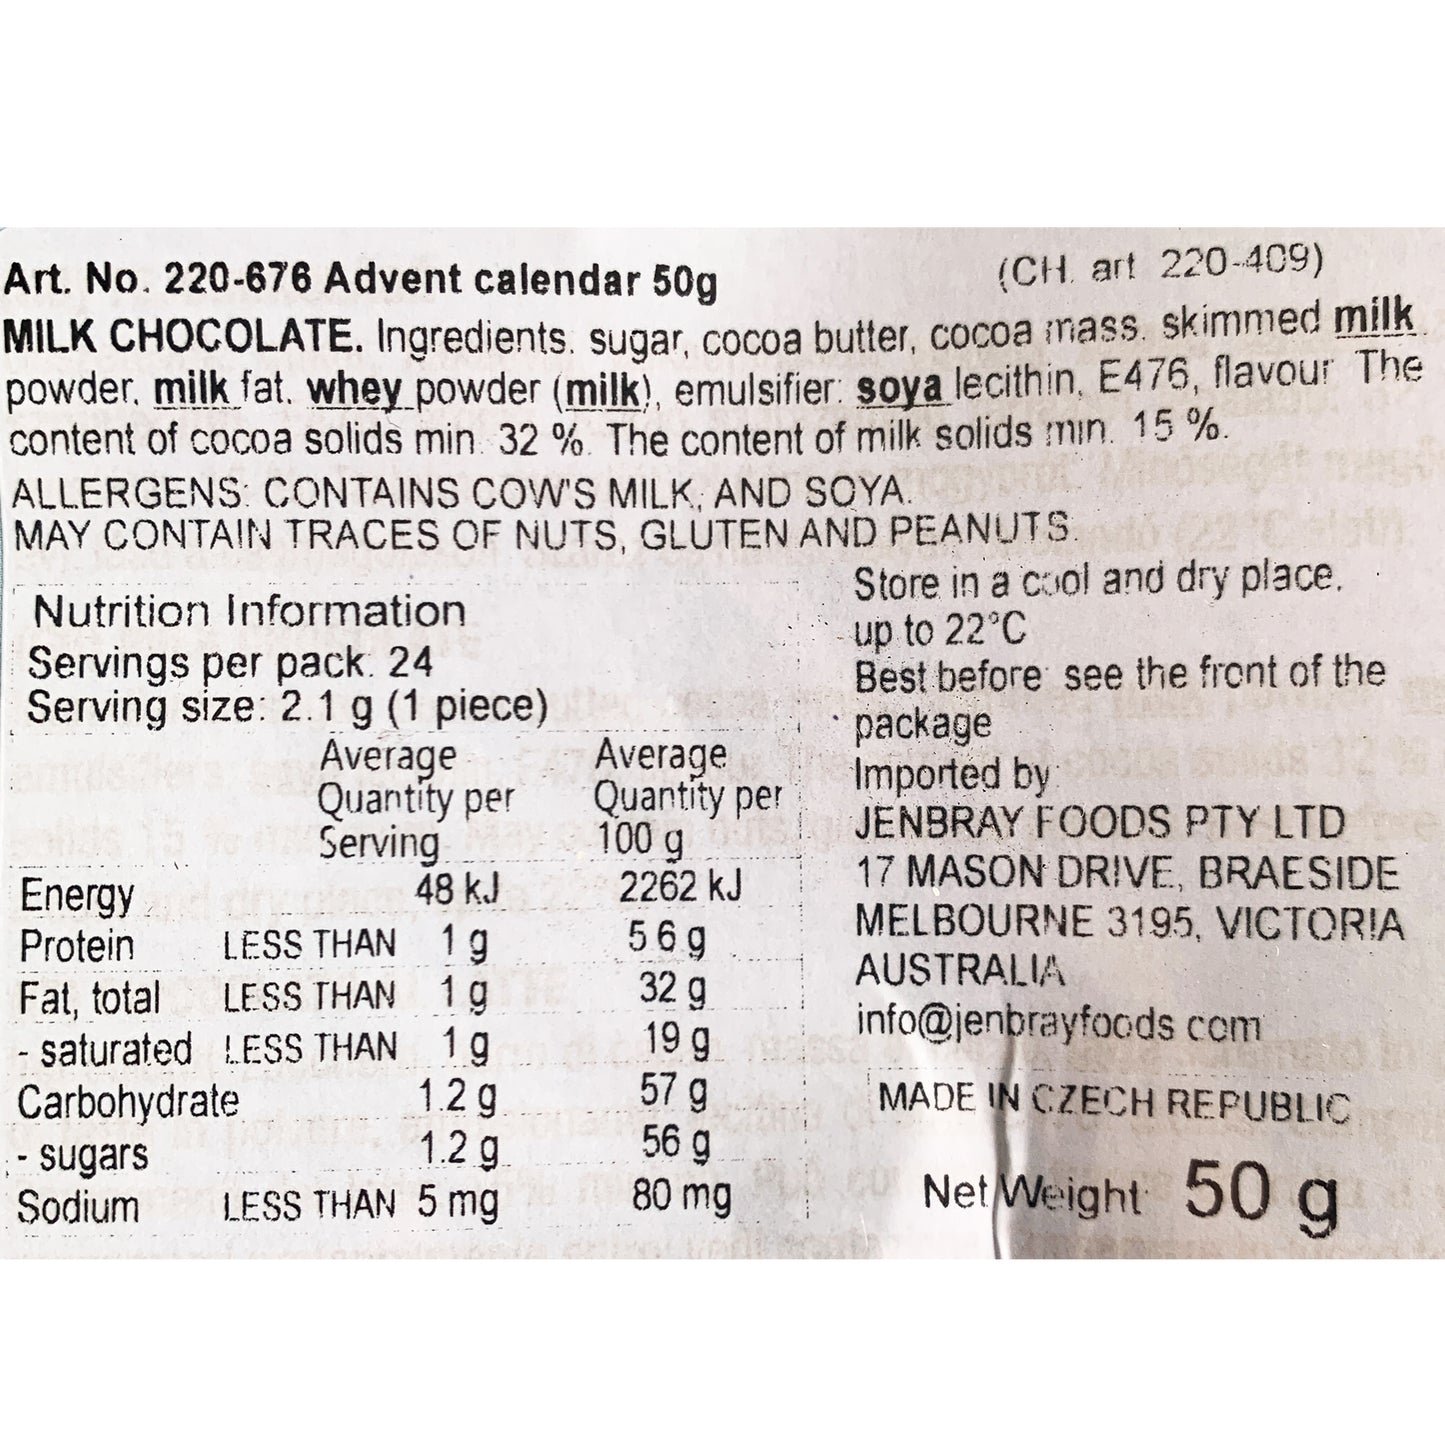 Art. No. 220-676 Advent calendar 50g (CH. art 220-409)
MILK CHOCOLATE. Ingredients: sugar, cocoa butter, cocoa mass. skimmed milk
powder, milk fat, whey powder (milk), emulsifier: soya lecithin, E476, flavour The
content of cocoa solids min. 32 %. The content of milk solids min. 15 %.
ALLERGENS: CONTAINS COW'S MILK, AND SOYA.
MAY CONTAIN TRACES OF NUTS, GLUTEN AND PEANUTS.
Nutrition Information
Servings per pack. 24
Serving size: 2.1 g (1 piece)
Average Quantity per Serving Average Quantity per 100 g
Energy 48 kJ 2262 kJ
Protein LESS THAN 1 g 5 6 g
Fat, total LESS THAN 1 g 32 g
- saturated LESS THAN 1 g 19 g
Carbohydrate 1.2 g 57 g
- sugars 1.2 g 56 g
Sodium LESS THAN 5 mg 80 mg
Store in a cool and dry place.
up to 22°C
Best before: see the front of the
package
Imported by:
JENBRAY FOODS PTY LTD
17 MASON DRIVE, BRAESIDE
MELBOURNE 3195, VICTORIA
AUSTRALIA
info@jenbrayfoods com
MADE IN CZECH REPUBLIC
Net Weight: 50 g